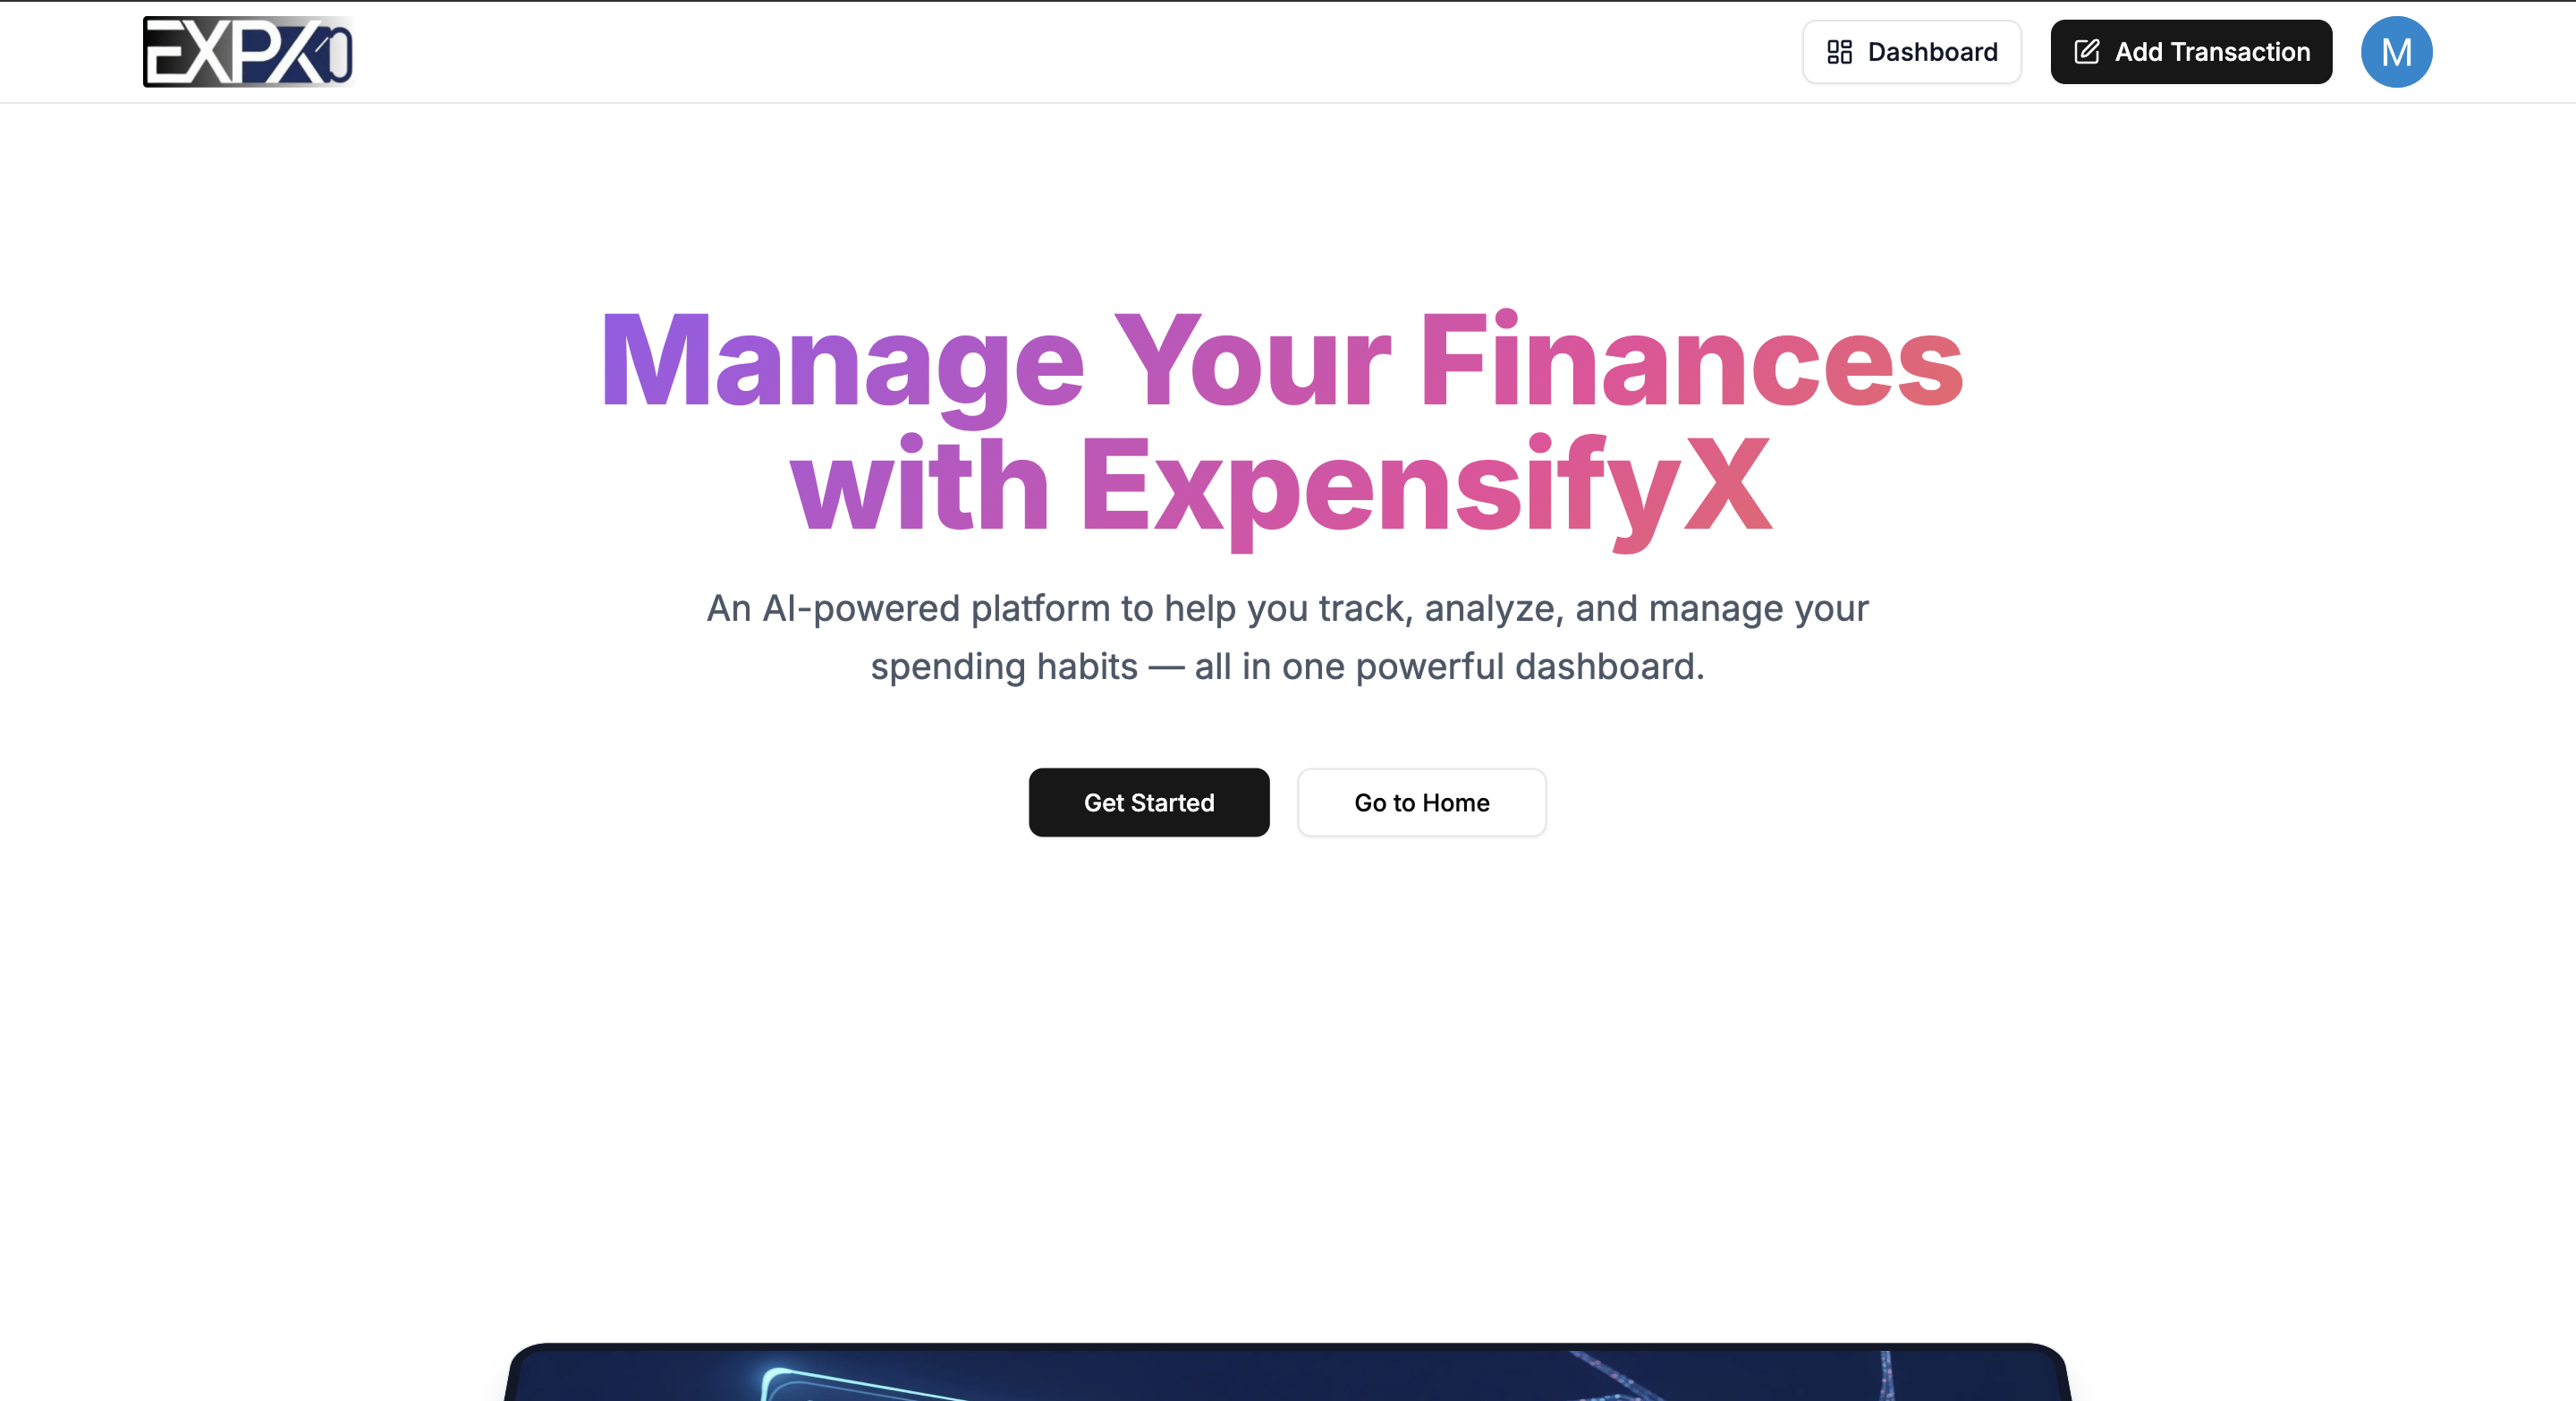 EXPX
Dashboard
Add Transaction
M
Manage Your Finances
with ExpensifyX
An AI-powered platform to help you track, analyze, and manage your
spending habits — all in one powerful dashboard.
Get Started
Go to Home